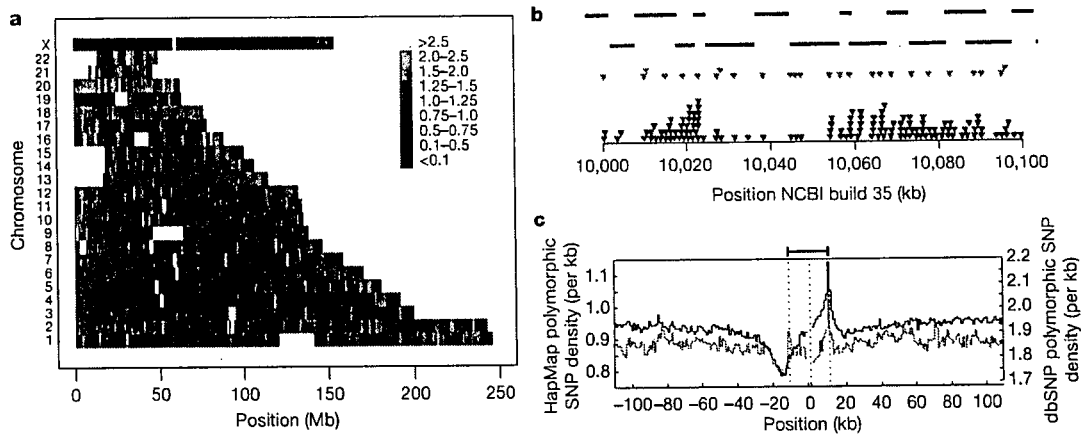 a
X
22
21
20
19
18
17
16
15
14
13
12
11
10
9
8
7
6
5
4
3
2
1
Chromosome
>2.5
2.0–2.5
1.5–2.0
1.25–1.5
1.0–1.25
0.75–1.0
0.5–0.75
0.1–0.5
<0.1
0 50 100 150 200 250
Position (Mb)
b
10,000 10,020 10,040 10,060 10,080 10,100
Position NCBI build 35 (kb)
c
HapMap polymorphic
SNP density (per kb)
1.1
1.0
0.9
0.8
2.2
2.1
2.0
1.9
1.8
1.7
dbSNP polymorphic SNP
density (per kb)
−100 −80 −60 −40 −20 0 20 40 60 80 100
Position (kb)